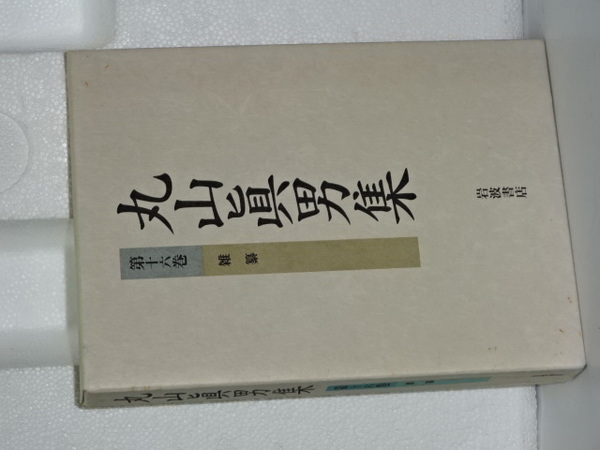 丸山眞男集
第十六巻 雑纂
岩波書店
丸山眞男集